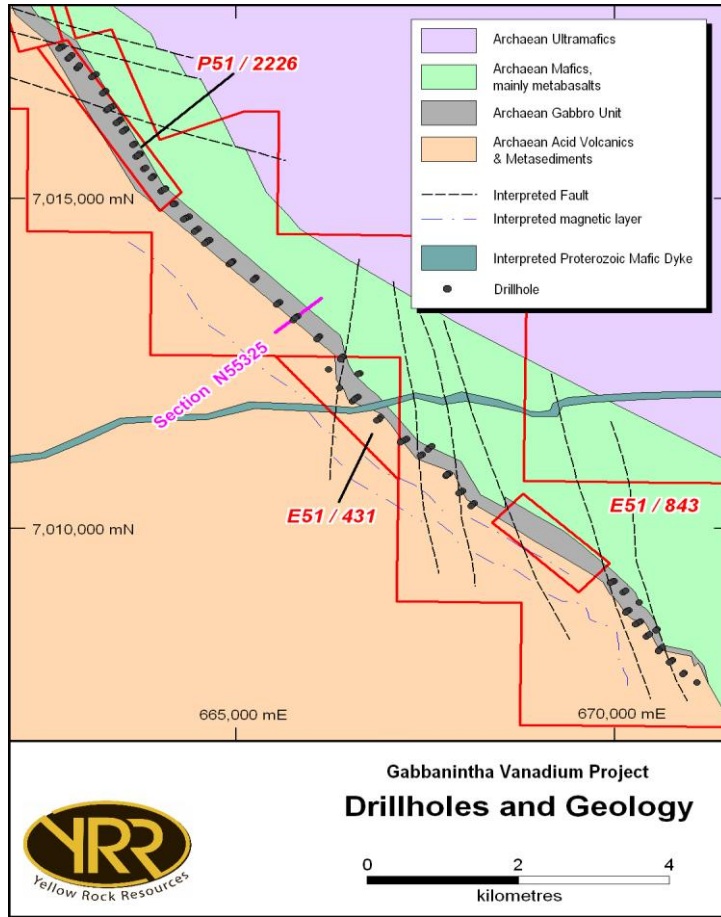 P51 / 2226
Archaean Ultramafics
Archaean Mafics,
mainly metabasalts
Archaean Gabbro Unit
Archaean Acid Volcanics
& Metasediments
Interpreted Fault
Interpreted magnetic layer
Interpreted Proterozoic Mafic Dyke
Drillhole
7,015,000 mN
Section N55325
E51 / 431
E51 / 843
7,010,000 mN
665,000 mE
670,000 mE
Gabbanintha Vanadium Project
Drillholes and Geology
YRR
Yellow Rock Resources
0 2 4
kilometres